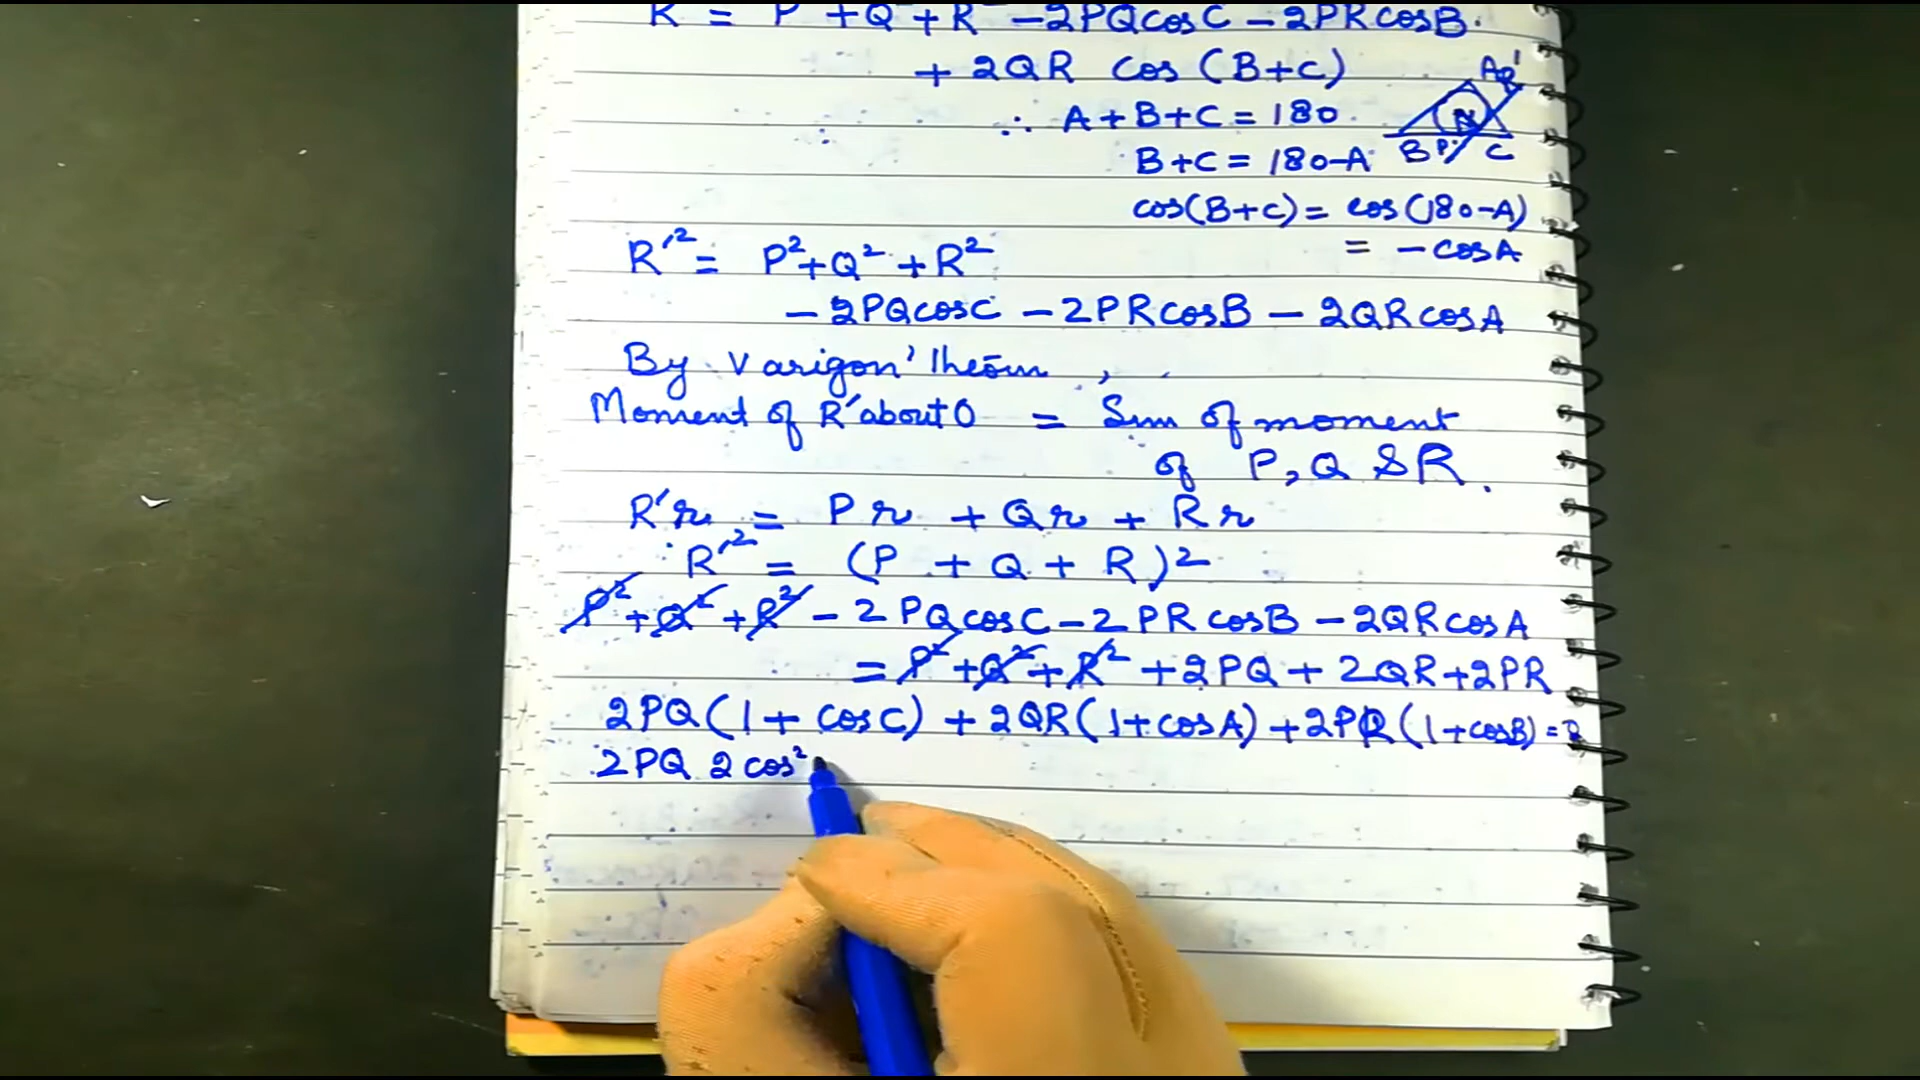 R = P + Q + R - 2PQcosC - 2PRcosB.
+ 2QR cos (B+C)
∴ A+B+C = 180
B+C = 180-A
B P C
cos(B+C) = cos(180-A)
= -cosA
R'² = P²+Q²+R²
- 2PQcosC - 2PRcosB - 2QRcosA
By Varigon'
Moment of R' about O = Sum of moment
of P, Q & R.
R'r = Pr + Qr + Rr
R'² = (P + Q + R)²
P²+Q²+R² - 2PQcosC - 2PRcosB - 2QRcosA
= P²+Q²+R² + 2PQ + 2QR+2PR
2PQ(1+cosC) + 2QR(1+cosA) + 2PR(1+cosB) =
2PQ 2cos²